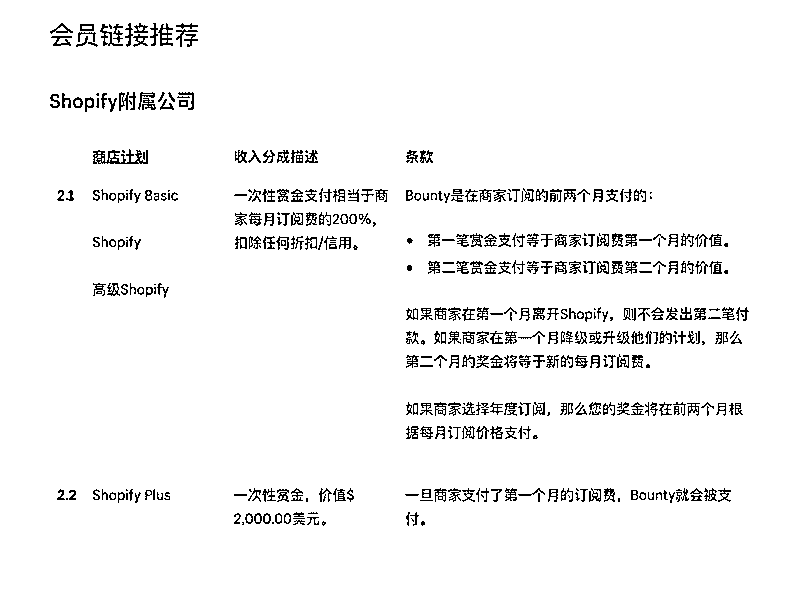 会员链接推荐
Shopify附属公司
商店计划 收入分成描述 条款
2.1 Shopify Basic 一次性赏金支付相当于商 Bounty是在商家订阅的前两个月支付的：
家每月订阅费的200%，
Shopify 扣除任何折扣/信用。 • 第一笔赏金支付等于商家订阅费第一个月的价值。
• 第二笔赏金支付等于商家订阅费第二个月的价值。
高级Shopify
如果商家在第一个月离开Shopify，则不会发出第二笔付
款。如果商家在第一个月降级或升级他们的计划，那么
第二个月的奖金将等于新的每月订阅费。
如果商家选择年度订阅，那么您的奖金将在前两个月根
据每月订阅价格支付。
2.2 Shopify Plus 一次性赏金，价值$ 一旦商家支付了第一个月的订阅费，Bounty就会被支
2,000.00美元。 付。